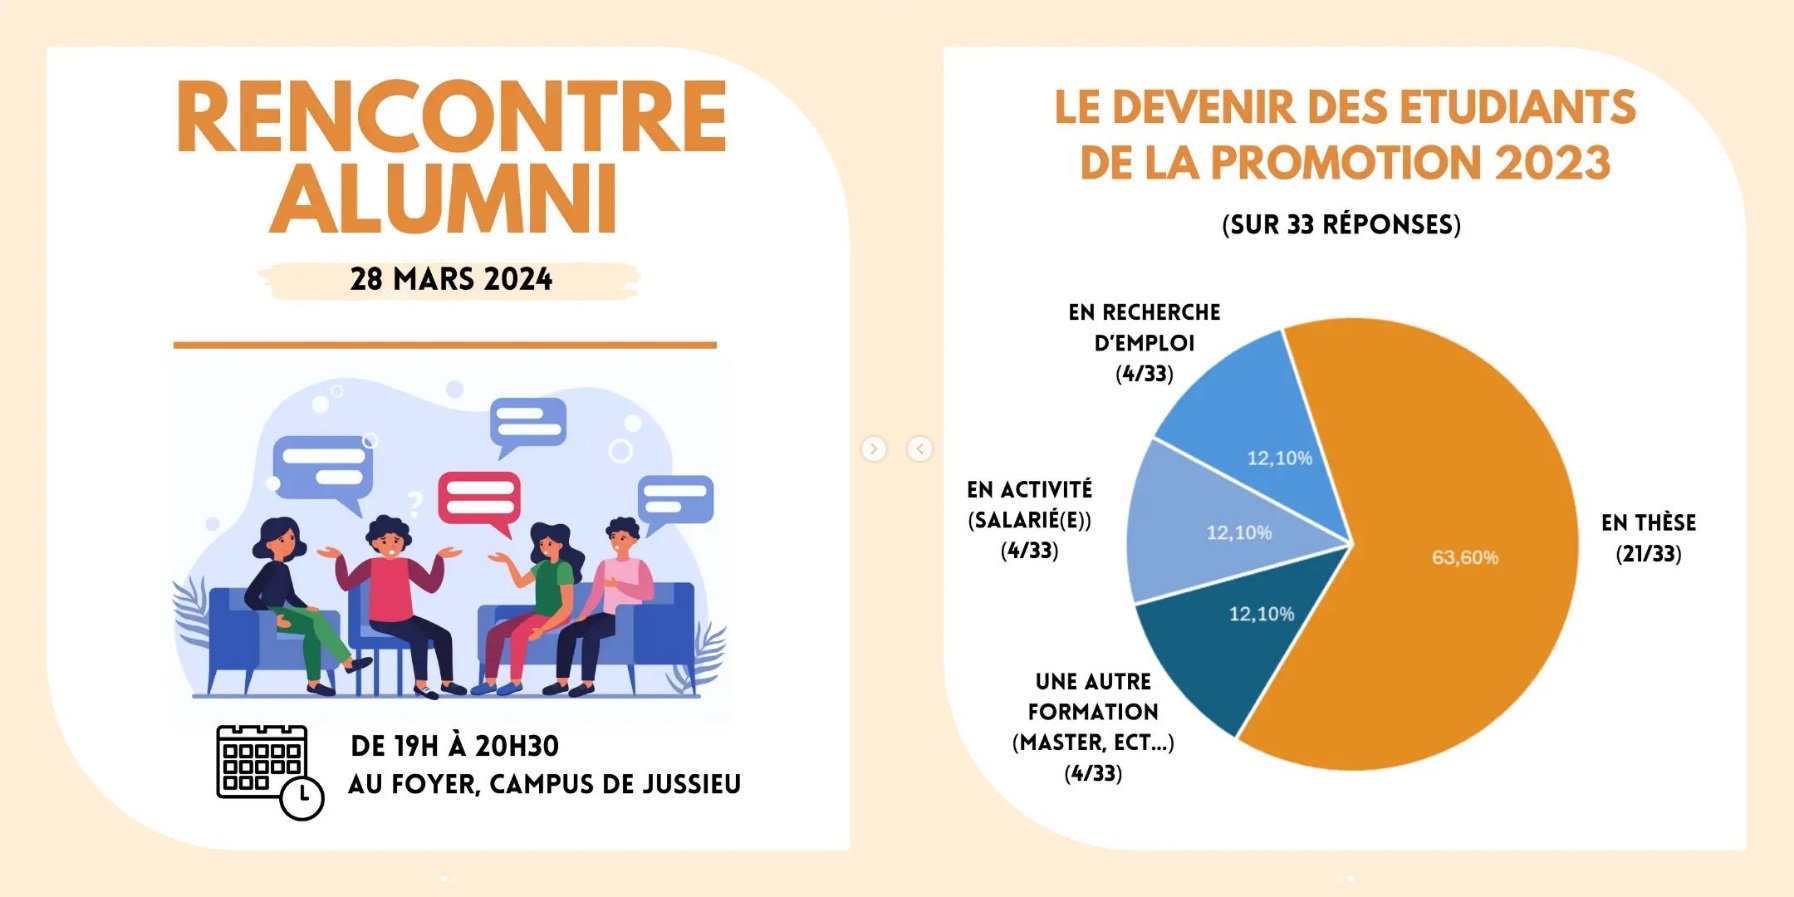 RENCONTRE
ALUMNI
28 MARS 2024
?
DE 19H À 20H30
AU FOYER, CAMPUS DE JUSSIEU
LE DEVENIR DES ETUDIANTS
DE LA PROMOTION 2023
(SUR 33 RÉPONSES)
EN RECHERCHE
D'EMPLOI
(4/33)
12,10%
EN ACTIVITÉ
(SALARIÉ(E))
(4/33)
12,10%
EN THÈSE
(21/33)
63,60%
12,10%
UNE AUTRE
FORMATION
(MASTER, ECT...)
(4/33)